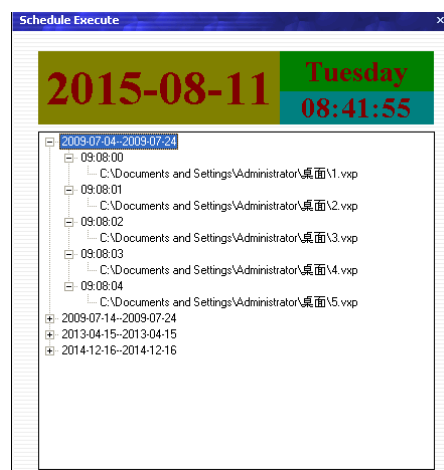 Schedule Execute
2015-08-11
Tuesday
08:41:55
2009-07-04--2009-07-24
09:08:00
C:\Documents and Settings\Administrator\桌面\1.vxp
09:08:01
C:\Documents and Settings\Administrator\桌面\2.vxp
09:08:02
C:\Documents and Settings\Administrator\桌面\3.vxp
09:08:03
C:\Documents and Settings\Administrator\桌面\4.vxp
09:08:04
C:\Documents and Settings\Administrator\桌面\5.vxp
2009-07-14--2009-07-24
2013-04-15--2013-04-15
2014-12-16--2014-12-16